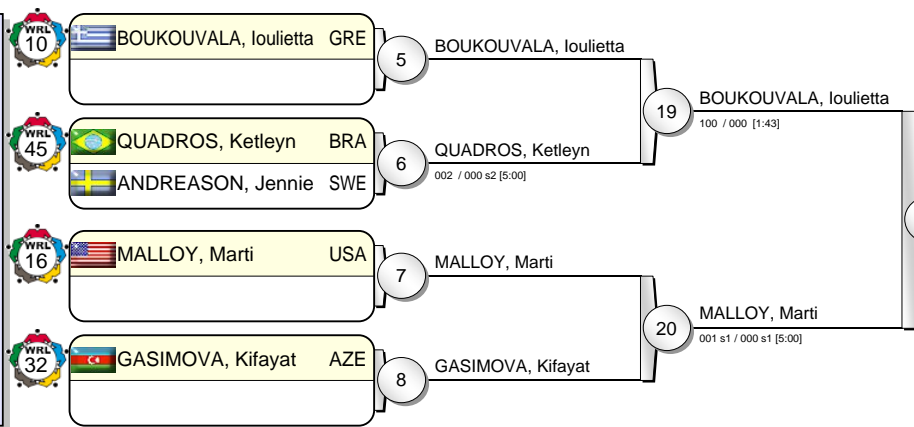 WRL
10
BOUKOUVALA, Ioulietta GRE
5
BOUKOUVALA, Ioulietta
WRL
45
QUADROS, Ketleyn BRA
ANDREASON, Jennie SWE
6
QUADROS, Ketleyn
002 / 000 s2 [5:00]
19
BOUKOUVALA, Ioulietta
100 / 000 [1:43]
WRL
16
MALLOY, Marti USA
7
MALLOY, Marti
WRL
32
GASIMOVA, Kifayat AZE
8
GASIMOVA, Kifayat
20
MALLOY, Marti
001 s1 / 000 s1 [5:00]